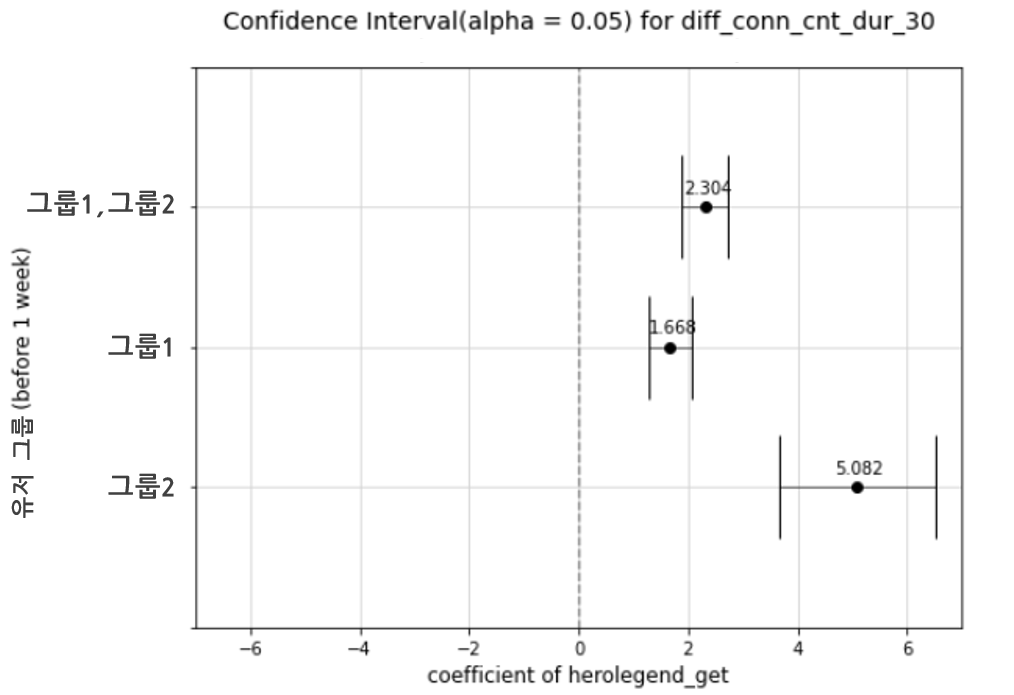 Confidence Interval(alpha = 0.05) for diff_conn_cnt_dur_30
유저 그룹 (before 1 week)
그룹1,그룹2
2.304
그룹1
1.668
그룹2
5.082
−6 −4 −2 0 2 4 6
coefficient of herolegend_get